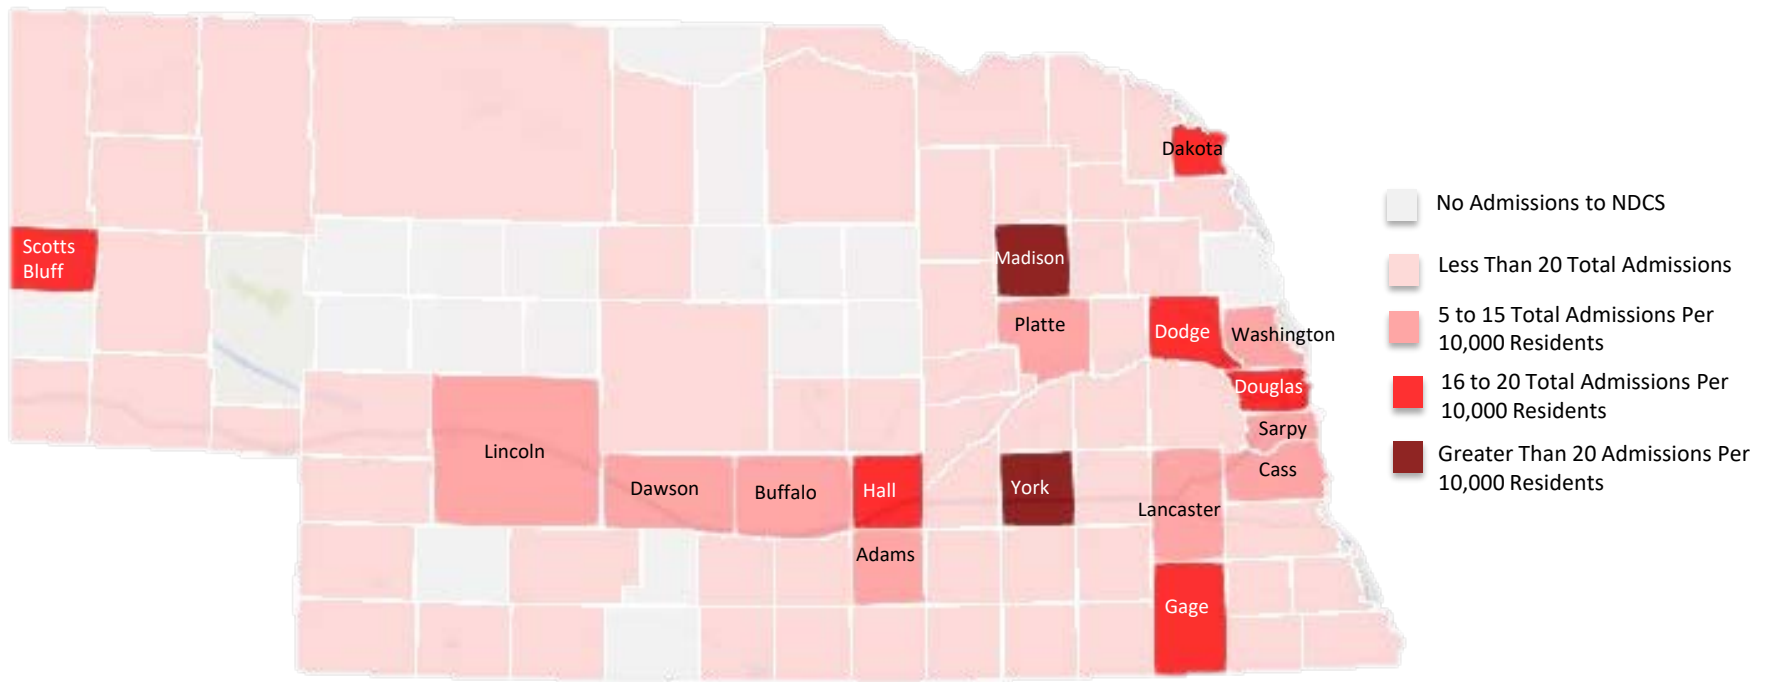 Dakota
Scotts
Bluff
Madison
Platte
Dodge
Washington
Douglas
Sarpy
Lincoln
Cass
Dawson
Buffalo
Hall
York
Lancaster
Adams
Gage
No Admissions to NDCS
Less Than 20 Total Admissions
5 to 15 Total Admissions Per
10,000 Residents
16 to 20 Total Admissions Per
10,000 Residents
Greater Than 20 Admissions Per
10,000 Residents